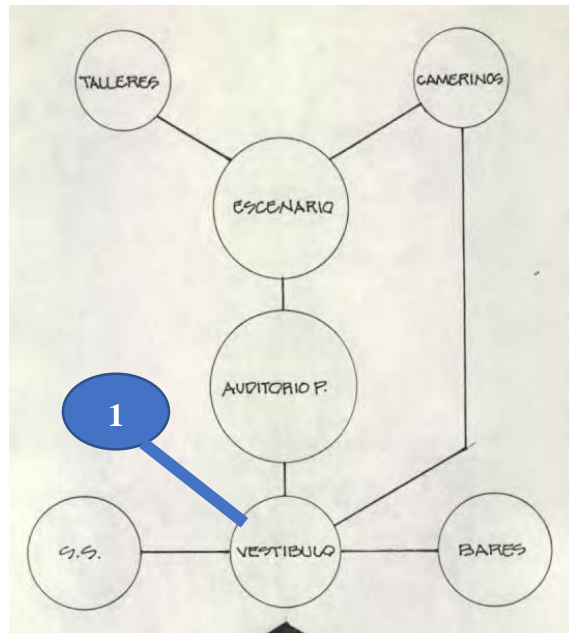 TALLERES
CAMERINOS
ESCENARIO
AUDITORIO P.
1
S.S.
VESTIBULO
BARES